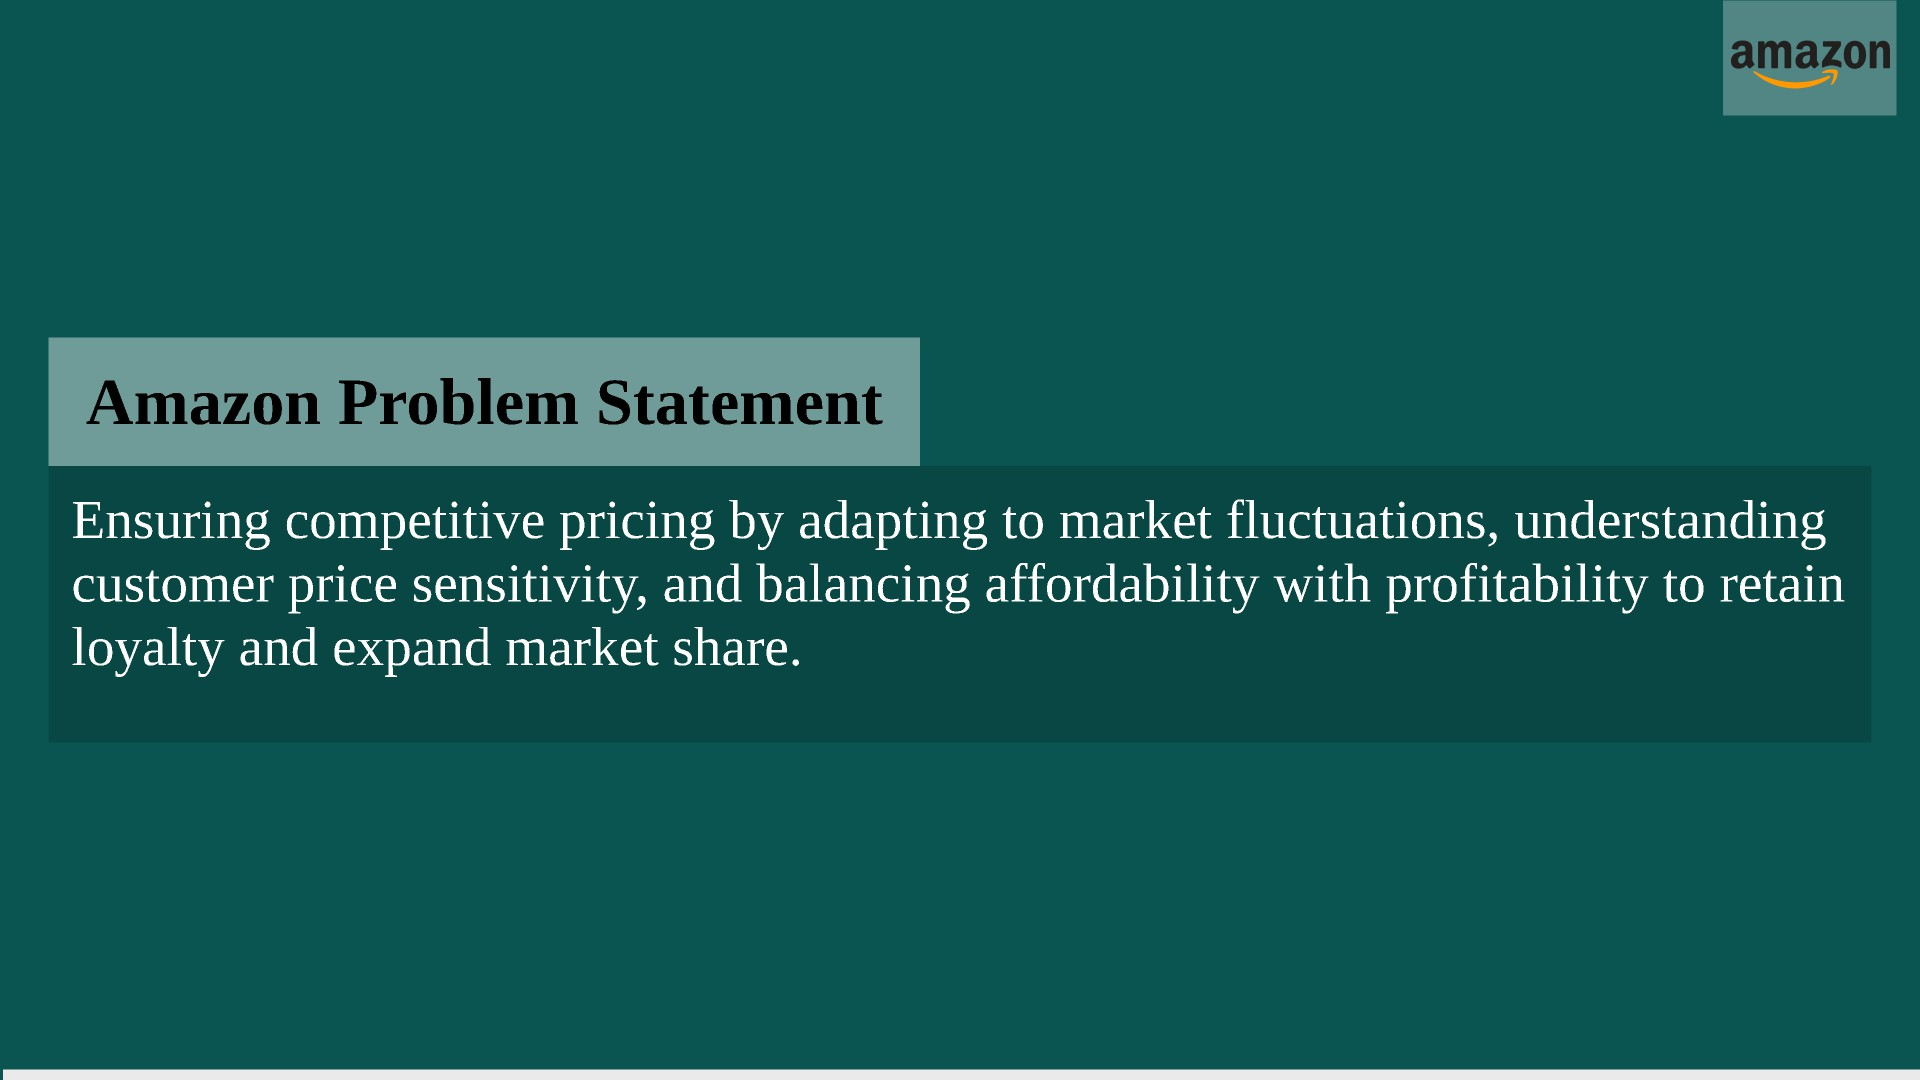 amazon
Amazon Problem Statement
Ensuring competitive pricing by adapting to market fluctuations, understanding
customer price sensitivity, and balancing affordability with profitability to retain
loyalty and expand market share.